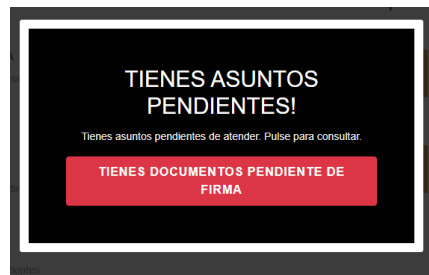 TIENES ASUNTOS
PENDIENTES!
Tienes asuntos pendientes de atender. Pulse para consultar.
TIENES DOCUMENTOS PENDIENTE DE
FIRMA